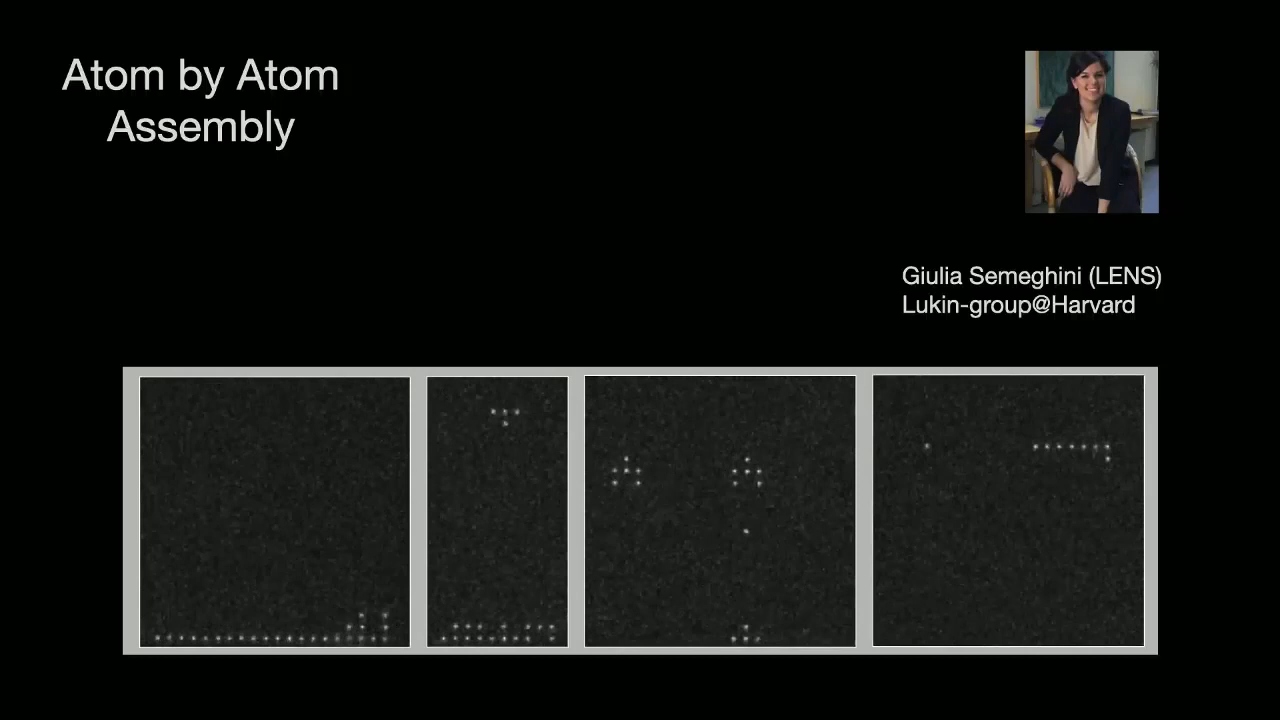 Atom by Atom
Assembly
Giulia Semeghini (LENS)
Lukin-group@Harvard